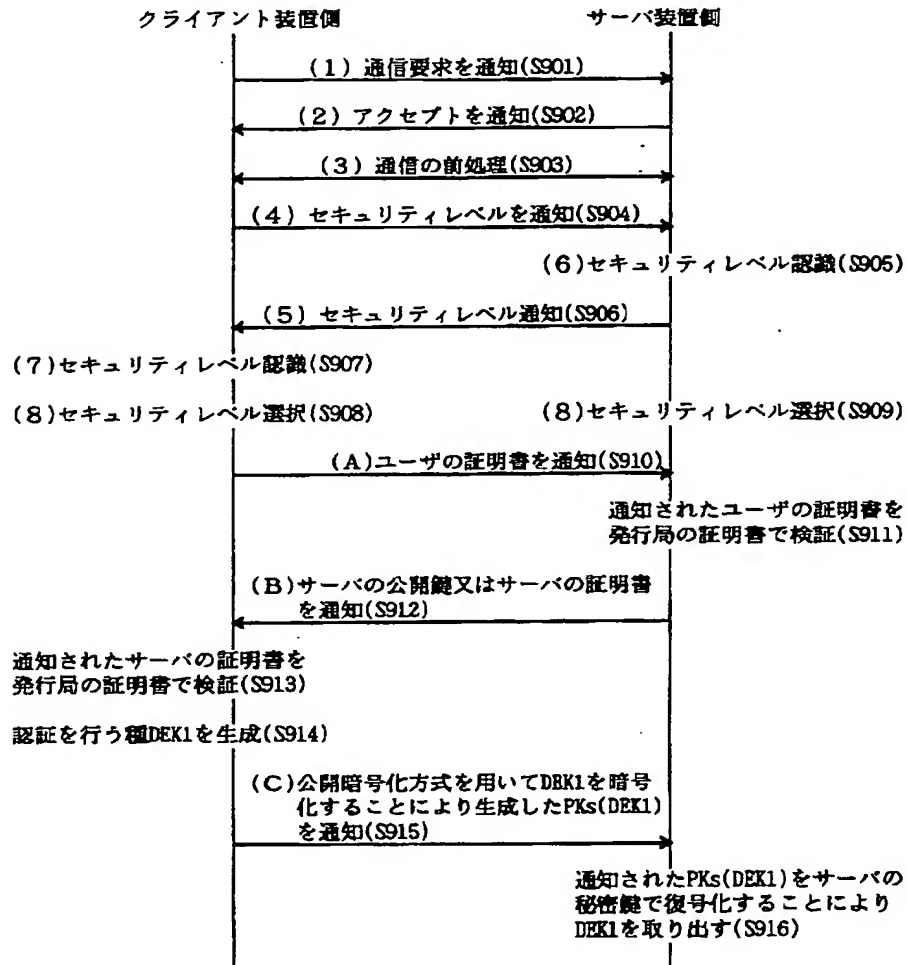 クライアント装置側
サーバ装置側
(1) 通信要求を通知(S901)
(2) アクセプトを通知(S902)
(3) 通信の前処理(S903)
(4) セキュリティレベルを通知(S904)
(6)セキュリティレベル認識(S905)
(5) セキュリティレベル通知(S906)
(7)セキュリティレベル認識(S907)
(8)セキュリティレベル選択(S908)
(8)セキュリティレベル選択(S909)
(A)ユーザの証明書を通知(S910)
通知されたユーザの証明書を
発行局の証明書で検証(S911)
(B)サーバの公開鍵又はサーバの証明書
を通知(S912)
通知されたサーバの証明書を
発行局の証明書で検証(S913)
認証を行う種DEK1を生成(S914)
(C)公開暗号化方式を用いてDEK1を暗号
化することにより生成したPKs(DEK1)
を通知(S915)
通知されたPKs(DEK1)をサーバの
秘密鍵で復号化することにより
DEK1を取り出す(S916)